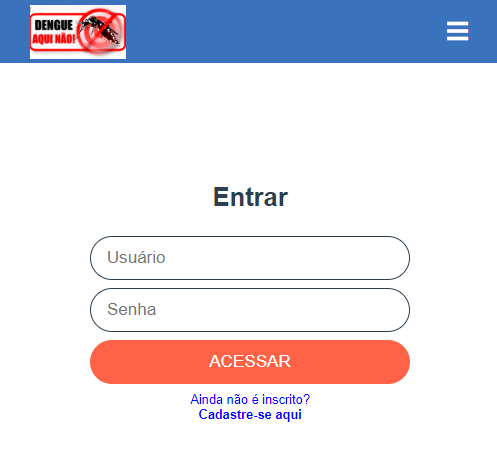 DENGUE
AQUI NÃO!
Entrar
Usuário
Senha
ACESSAR
Ainda não é inscrito?
Cadastre-se aqui